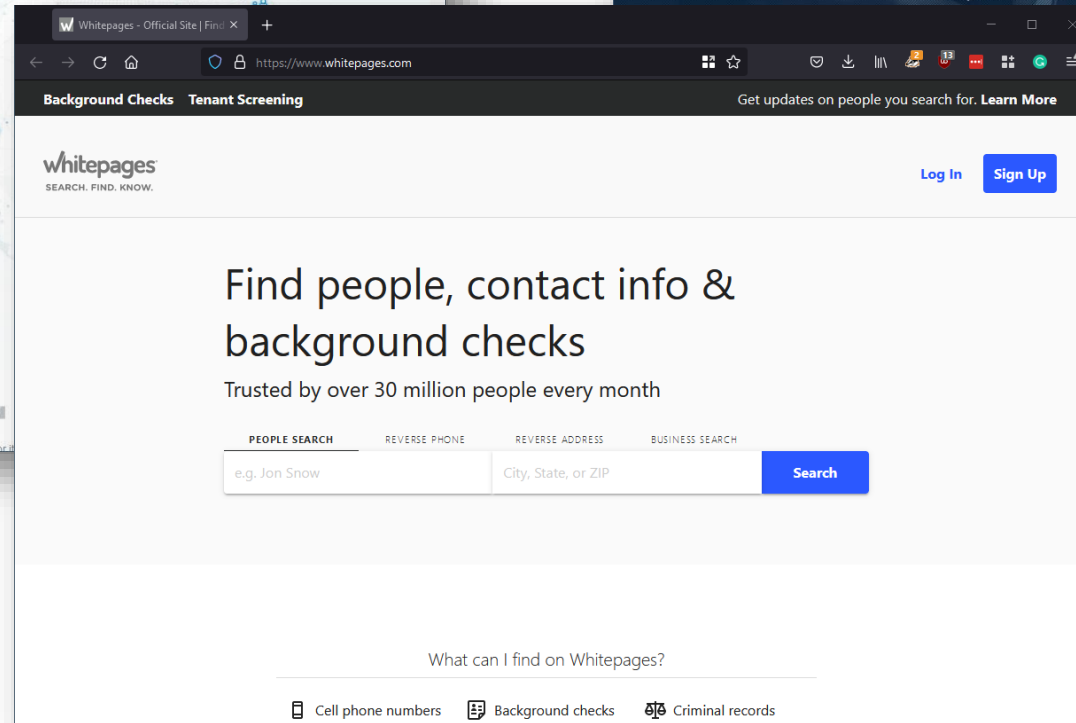 Whitepages - Official Site | Find
https://www.whitepages.com
2
13
Background Checks Tenant Screening
Get updates on people you search for. Learn More
whitepages
SEARCH. FIND. KNOW.
Log In
Sign Up
Find people, contact info &
background checks
Trusted by over 30 million people every month
PEOPLE SEARCH REVERSE PHONE REVERSE ADDRESS BUSINESS SEARCH
e.g. Jon Snow
City, State, or ZIP
Search
What can I find on Whitepages?
Cell phone numbers Background checks Criminal records